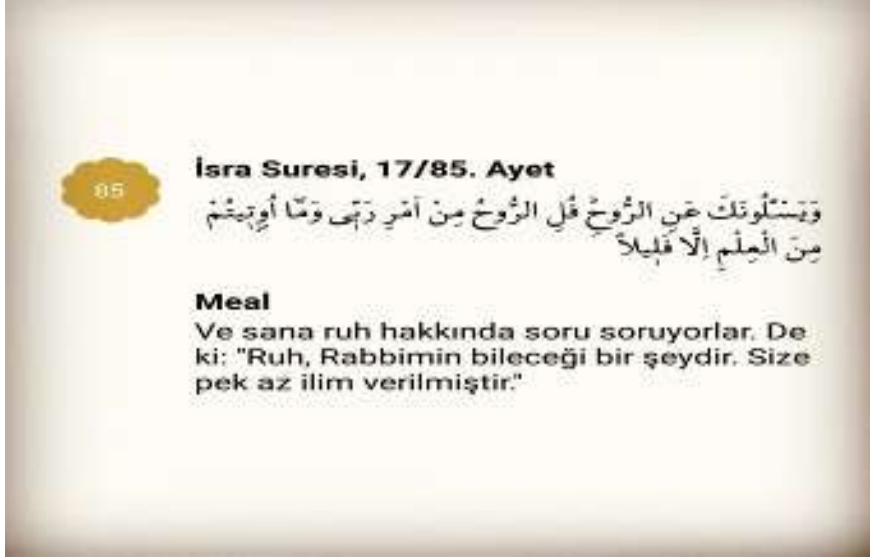 85
İsra Suresi, 17/85. Ayet
وَيَسْـَٔلُونَكَ عَنِ الرُّوحِۜ قُلِ الرُّوحُ مِنْ اَمْرِ رَبّ۪ى وَمَٓا اُو۫ت۪يتُمْ
مِنَ الْعِلْمِ اِلَّا قَل۪يلاً
Meal
Ve sana ruh hakkında soru soruyorlar. De
ki: "Ruh, Rabbimin bileceği bir şeydir. Size
pek az ilim verilmiştir."